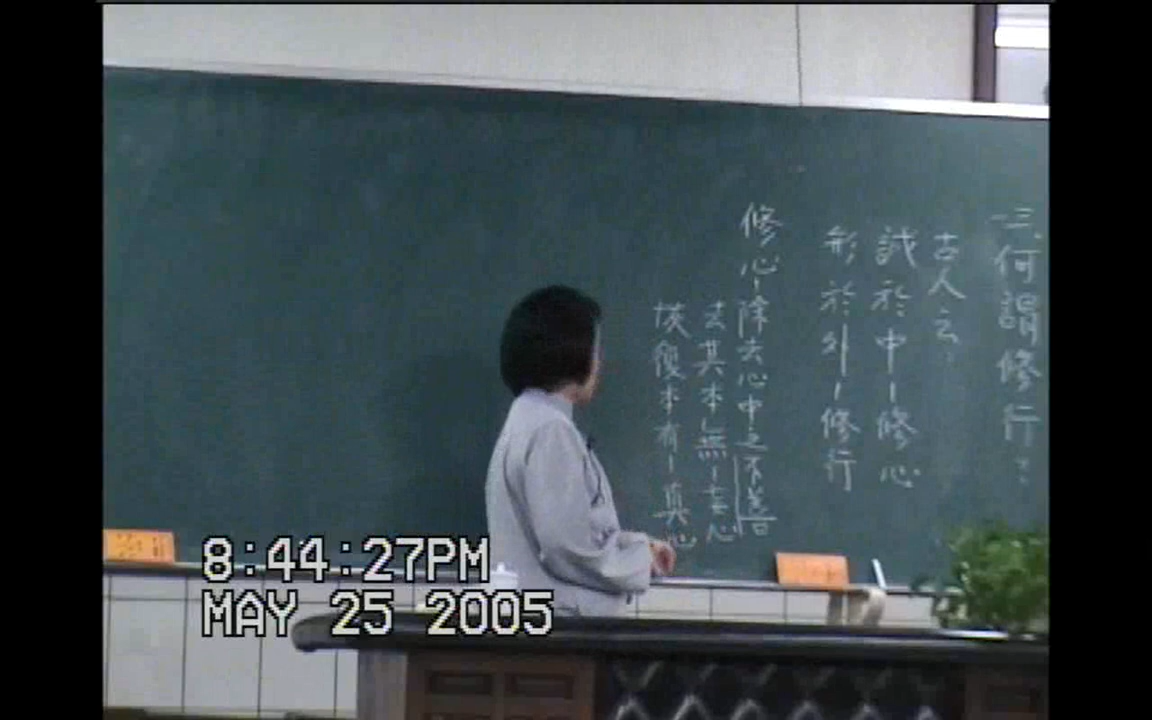 三、何謂修行?
古人云
誠於中-修心
形於外-修行
修心-除去心中之不善
去其本無-妄心
恢復本有-真心
8:44:27PM
MAY 25 2005